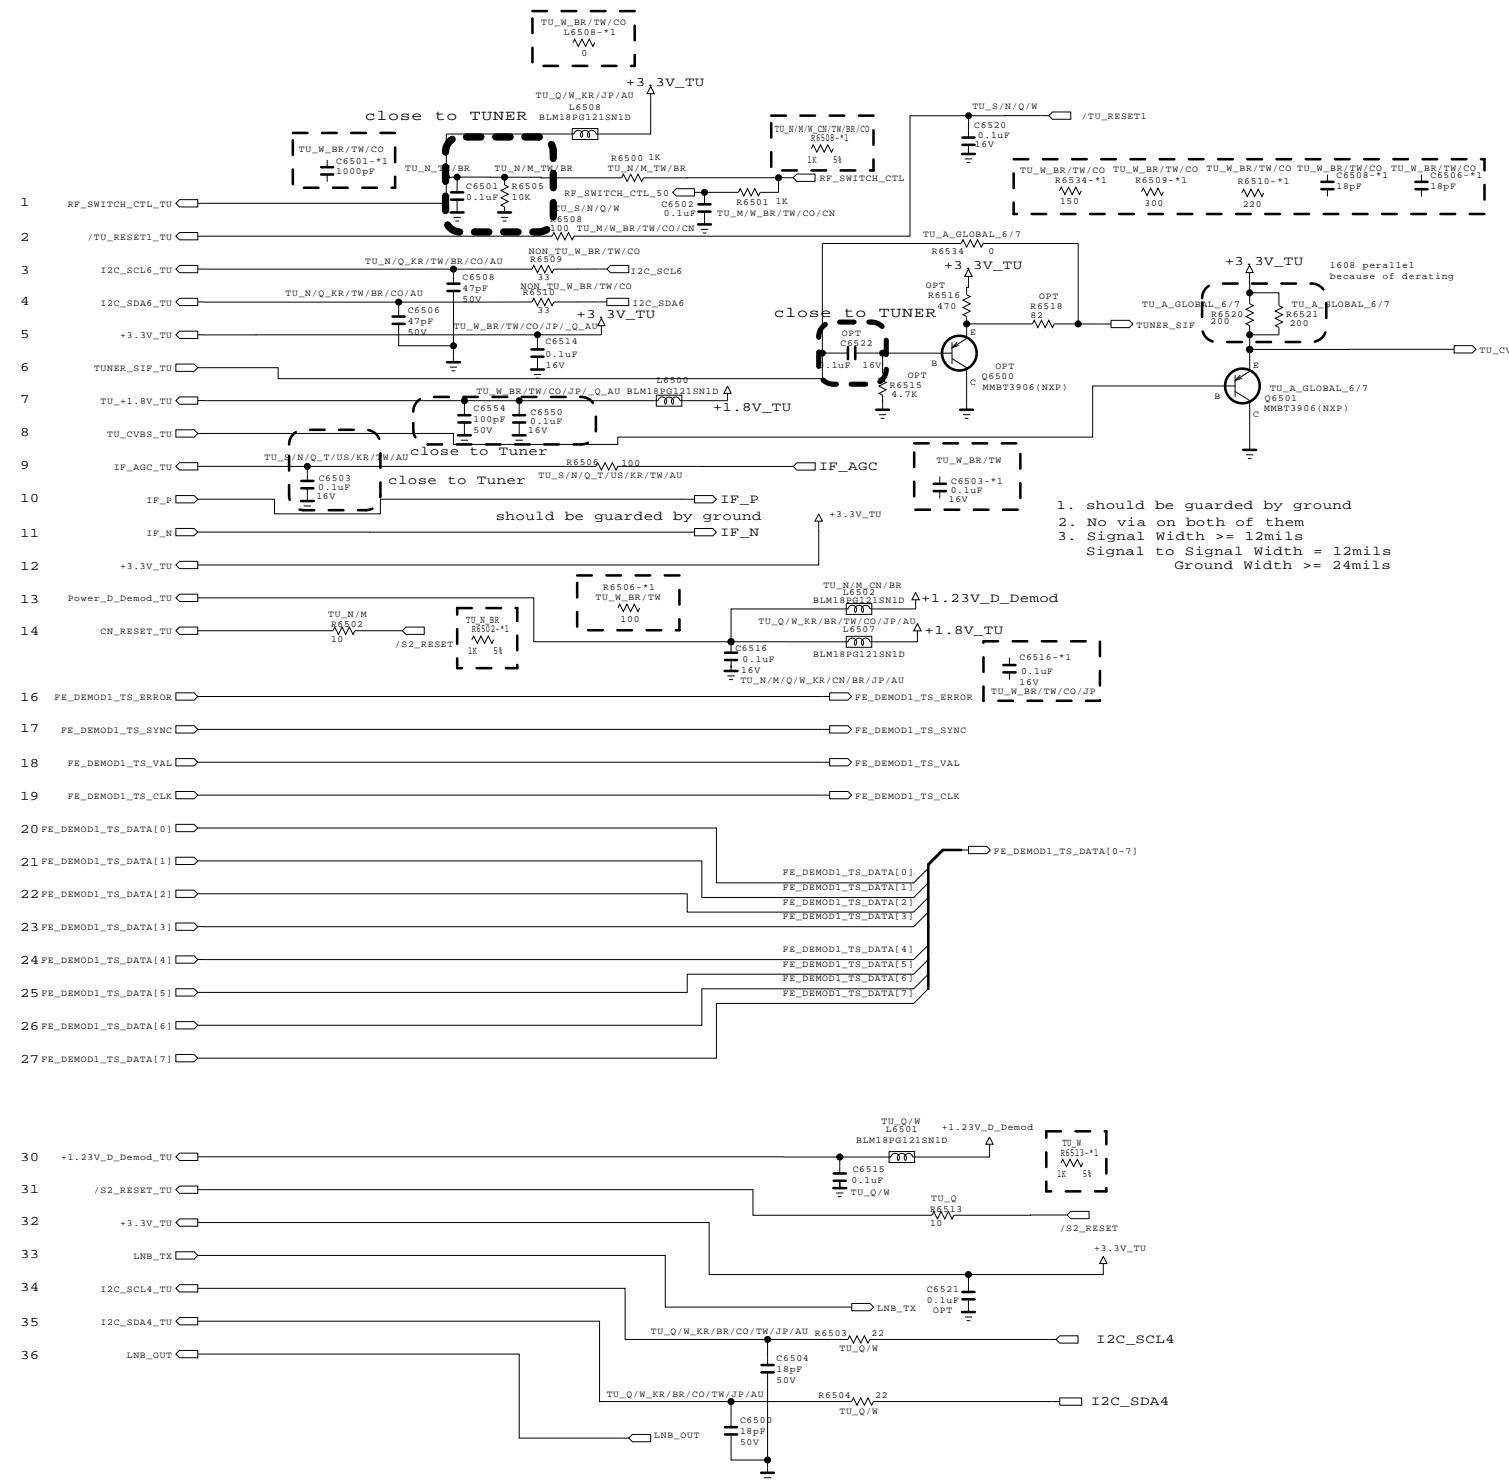 TU_W_BR/TW/CO
L6508-*1
0
+3.3V_TU
TU_Q/W_KR/JP/AU
L6508
BLM18PG121SN1D
close to TUNER
TU_W_BR/TW/CO
C6501-*1
1000pF
TU_N/M_TW/BR
C6501
0.1uF
R6505
10K
R6500 1K
TU_N/M_TW/BR
TU_N/M/W_CN/TW/BR/CO
R6508-*1
1K 5%
RF_SWITCH_CTL
RF_SWITCH_CTL_50
C6502
0.1uF
R6501 1K
TU_M/W_BR/TW/CO/CN
TU_S/N/Q/W
C6520
0.1uF
16V
/TU_RESET1
TU_W_BR/TW/CO
R6534-*1
150
TU_W_BR/TW/CO
R6509-*1
300
TU_W_BR/TW/CO
R6510-*1
220
TU_W_BR/TW/CO
C6508-*1
18pF
TU_W_BR/TW/CO
C6506-*1
18pF
1 RF_SWITCH_CTL_TU
TU_S/N/Q/W
R6508
100 TU_M/W_BR/TW/CO/CN
2 /TU_RESET1_TU
TU_A_GLOBAL_6/7
R6534 0
3 I2C_SCL6_TU
TU_N/Q_KR/TW/BR/CO/AU
C6508
47pF
50V
NON_TU_W_BR/TW/CO
R6509
33
I2C_SCL6
4 I2C_SDA6_TU
TU_N/Q_KR/TW/BR/CO/AU
C6506
47pF
50V
NON_TU_W_BR/TW/CO
R6510
33
I2C_SDA6
5 +3.3V_TU
TU_W_BR/TW/CO/JP/_Q_AU
+3.3V_TU
C6514
0.1uF
16V
6 TUNER_SIF_TU
close to TUNER
OPT
C6522
0.1uF 16V
OPT
R6515
4.7K
+3.3V_TU
OPT
R6516
470
OPT
R6518
82
TUNER_SIF
E
B
C
OPT
Q6500
MMBT3906(NXP)
+3.3V_TU
1608 perallel
because of derating
TU_A_GLOBAL_6/7
R6520
200
TU_A_GLOBAL_6/7
R6521
200
E
B
C
TU_A_GLOBAL_6/7
Q6501
MMBT3906(NXP)
7 TU_+1.8V_TU
TU_W_BR/TW/CO/JP/_Q_AU
L6500
BLM18PG121SN1D
+1.8V_TU
C6554
100pF
50V
C6550
0.1uF
16V
close to Tuner
8 TU_CVBS_TU
9 IF_AGC_TU
TU_S/N/Q_T/US/KR/TW/AU
C6503
0.1uF
16V
close to Tuner
R6506 100
TU_S/N/Q_T/US/KR/TW/AU
IF_AGC
TU_W_BR/TW
C6503-*1
0.1uF
16V
10 IF_P
IF_P
should be guarded by ground
11 IF_N
IF_N
12 +3.3V_TU
+3.3V_TU
1. should be guarded by ground
2. No via on both of them
3. Signal Width >= 12mils
Signal to Signal Width = 12mils
Ground Width >= 24mils
13 Power_D_Demod_TU
R6506-*1
TU_W_BR/TW
100
TU_N/M_CN/BR
L6502
BLM18PG121SN1D
+1.23V_D_Demod
TU_Q/W_KR/BR/TW/CO/JP/AU
L6507
BLM18PG121SN1D
+1.8V_TU
C6516
0.1uF
16V
TU_N/M/Q/W_KR/CN/BR/JP/AU
C6516-*1
0.1uF
16V
TU_W_BR/TW/CO/JP
14 CN_RESET_TU
TU_N/M
R6502
10
/S2_RESET
TU_N_BR
R6502-*1
1K 5%
16 FE_DEMOD1_TS_ERROR
FE_DEMOD1_TS_ERROR
17 FE_DEMOD1_TS_SYNC
FE_DEMOD1_TS_SYNC
18 FE_DEMOD1_TS_VAL
FE_DEMOD1_TS_VAL
19 FE_DEMOD1_TS_CLK
FE_DEMOD1_TS_CLK
20 FE_DEMOD1_TS_DATA[0]
21 FE_DEMOD1_TS_DATA[1]
22 FE_DEMOD1_TS_DATA[2]
23 FE_DEMOD1_TS_DATA[3]
24 FE_DEMOD1_TS_DATA[4]
25 FE_DEMOD1_TS_DATA[5]
26 FE_DEMOD1_TS_DATA[6]
27 FE_DEMOD1_TS_DATA[7]
FE_DEMOD1_TS_DATA[0-7]
FE_DEMOD1_TS_DATA[0]
FE_DEMOD1_TS_DATA[1]
FE_DEMOD1_TS_DATA[2]
FE_DEMOD1_TS_DATA[3]
FE_DEMOD1_TS_DATA[4]
FE_DEMOD1_TS_DATA[5]
FE_DEMOD1_TS_DATA[6]
FE_DEMOD1_TS_DATA[7]
30 +1.23V_D_Demod_TU
TU_Q/W
L6501
BLM18PG121SN1D
+1.23V_D_Demod
C6515
0.1uF
TU_Q/W
TU_W
R6513-*1
1K 5%
31 /S2_RESET_TU
TU_Q
R6513
10
/S2_RESET
32 +3.3V_TU
+3.3V_TU
C6521
0.1uF
OPT
33 LNB_TX
LNB_TX
34 I2C_SCL4_TU
TU_Q/W_KR/BR/CO/TW/JP/AU
R6503 22
TU_Q/W
I2C_SCL4
C6504
18pF
50V
35 I2C_SDA4_TU
TU_Q/W_KR/BR/CO/TW/JP/AU
R6504 22
TU_Q/W
I2C_SDA4
C6500
18pF
50V
36 LNB_OUT
LNB_OUT